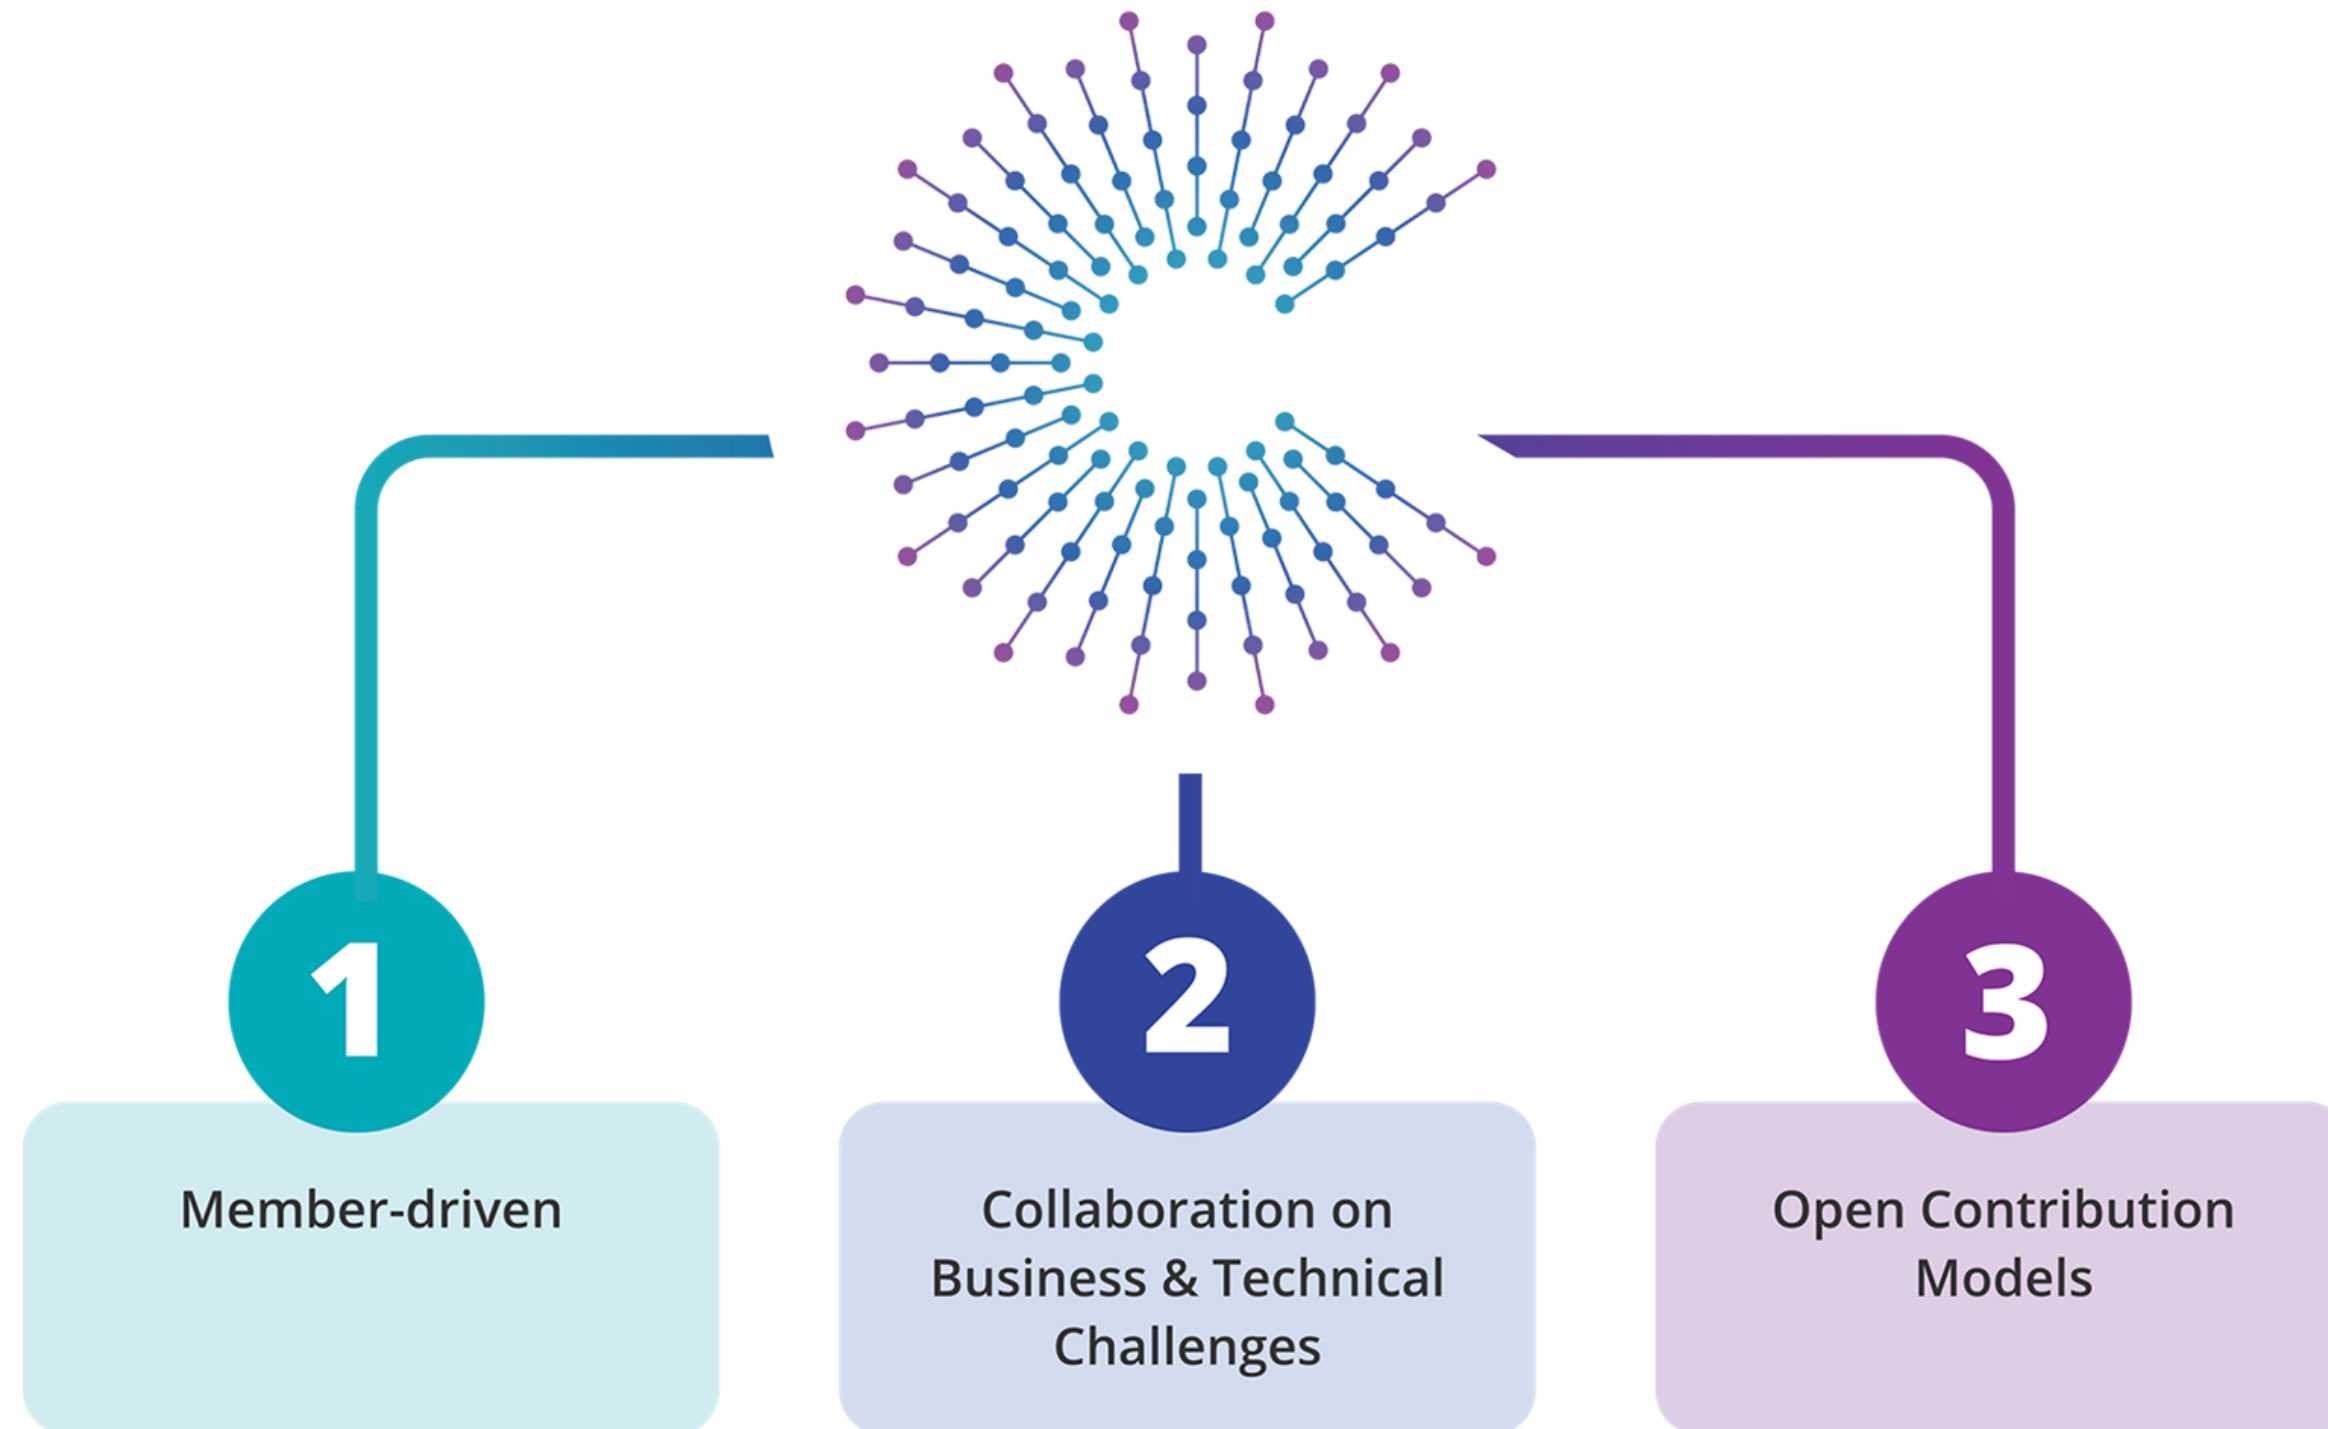 1
Member-driven
2
Collaboration on
Business & Technical
Challenges
3
Open Contribution
Models